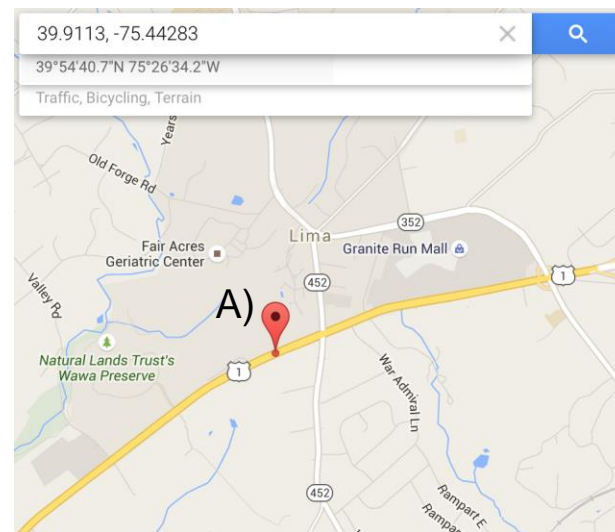 39.9113, -75.44283
39°54'40.7"N 75°26'34.2"W
Traffic, Bicycling, Terrain
Years
Old Forge Rd
352
Lima
Fair Acres
Geriatric Center
Granite Run Mall
1
452
Valley Rd
A)
Natural Lands Trust's
Wawa Preserve
1
War Admiral Ln
452
Rampart E
Rampar